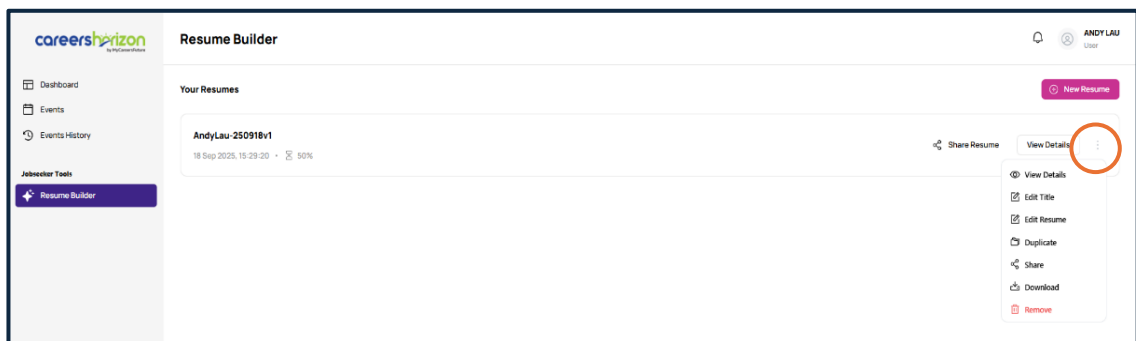 careershorizon
by MyCareersFuture
Resume Builder
ANDY LAU
User
Dashboard
Events
Events History
Jobseeker Tools
Resume Builder
Your Resumes
New Resume
AndyLau-250918v1
18 Sep 2025, 15:29:20 • 50%
Share Resume
View Details
View Details
Edit Title
Edit Resume
Duplicate
Share
Download
Remove